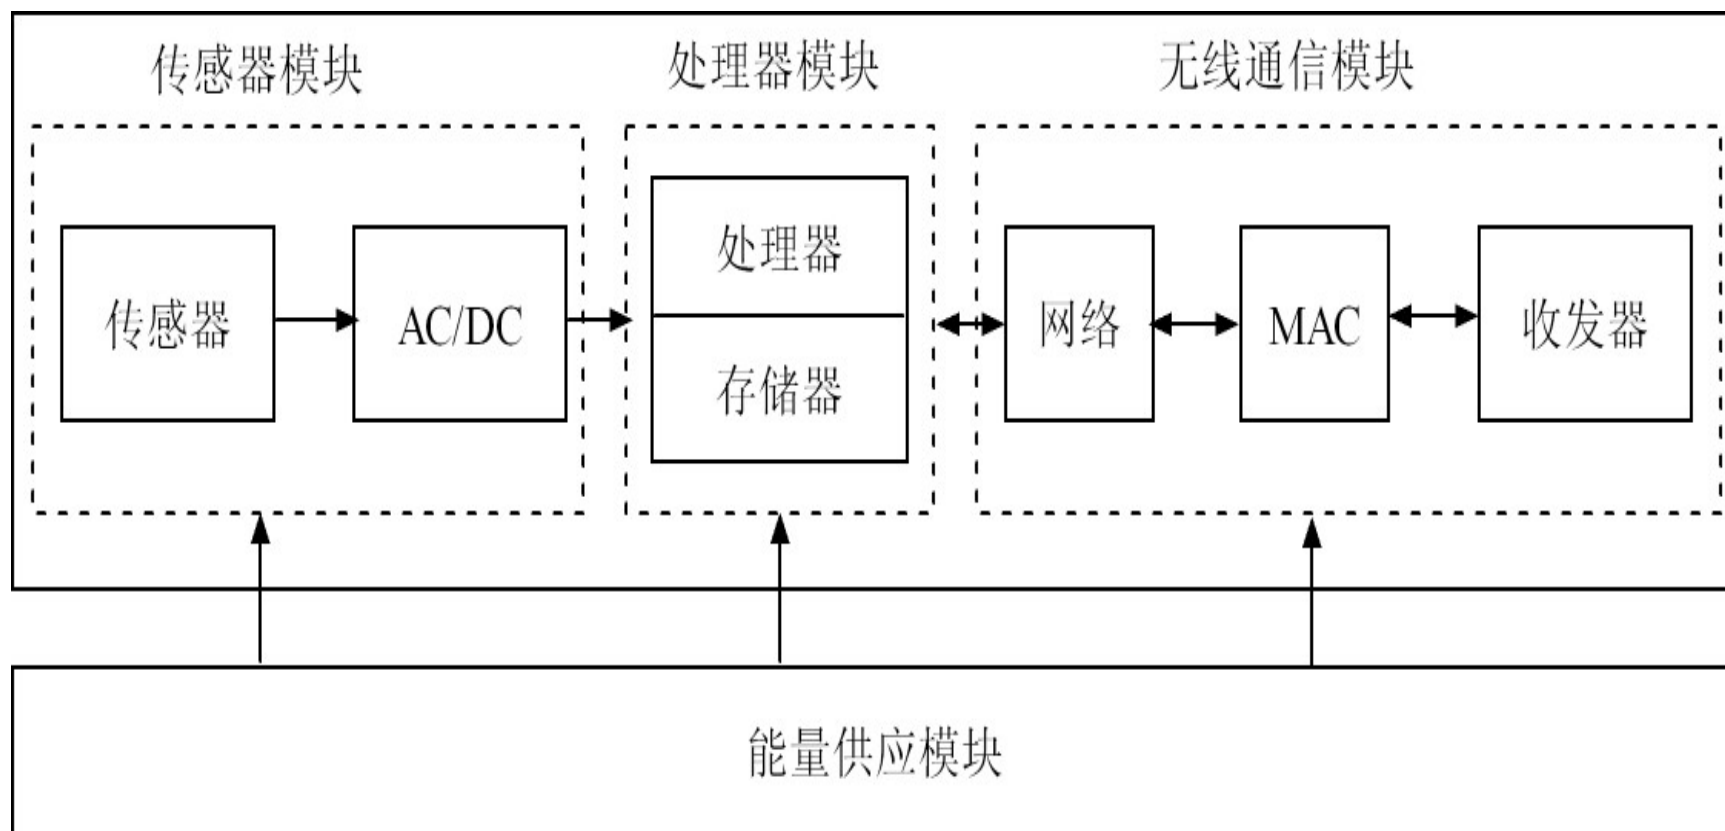 传感器模块
处理器模块
无线通信模块
传感器
AC/DC
处理器
存储器
网络
MAC
收发器
能量供应模块